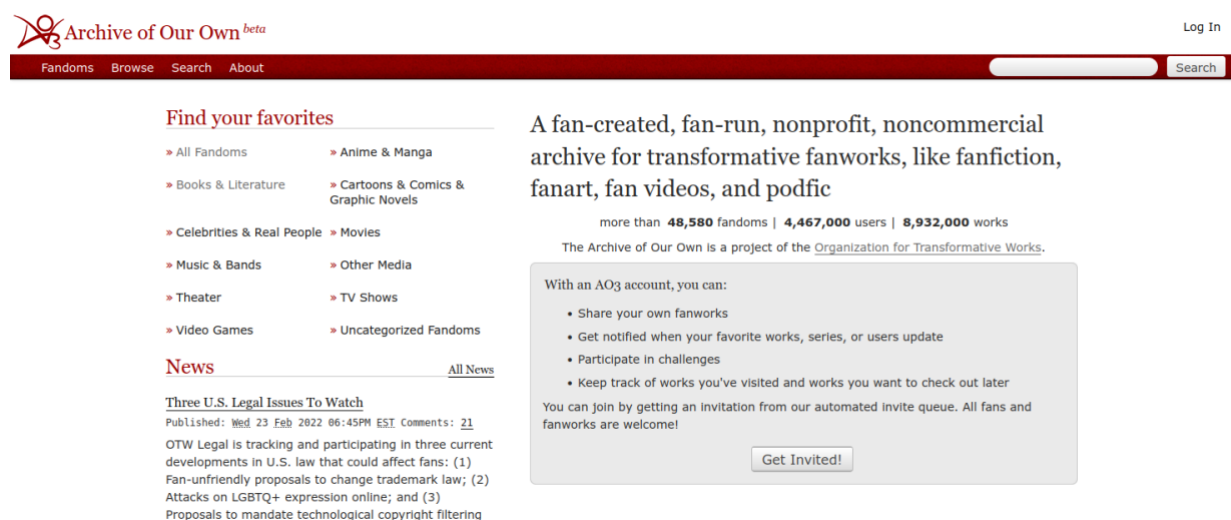 Archive of Our Own beta
Log In
Fandoms Browse Search About
Search
Find your favorites
» All Fandoms
» Anime & Manga
» Books & Literature
» Cartoons & Comics &
Graphic Novels
» Celebrities & Real People
» Movies
» Music & Bands
» Other Media
» Theater
» TV Shows
» Video Games
» Uncategorized Fandoms
News
All News
Three U.S. Legal Issues To Watch
Published: Wed 23 Feb 2022 06:45PM EST Comments: 21
OTW Legal is tracking and participating in three current
developments in U.S. law that could affect fans: (1)
Fan-unfriendly proposals to change trademark law; (2)
Attacks on LGBTQ+ expression online; and (3)
Proposals to mandate technological copyright filtering
A fan-created, fan-run, nonprofit, noncommercial
archive for transformative fanworks, like fanfiction,
fanart, fan videos, and podfic
more than 48,580 fandoms | 4,467,000 users | 8,932,000 works
The Archive of Our Own is a project of the Organization for Transformative Works.
With an AO3 account, you can:
• Share your own fanworks
• Get notified when your favorite works, series, or users update
• Participate in challenges
• Keep track of works you've visited and works you want to check out later
You can join by getting an invitation from our automated invite queue. All fans and
fanworks are welcome!
Get Invited!